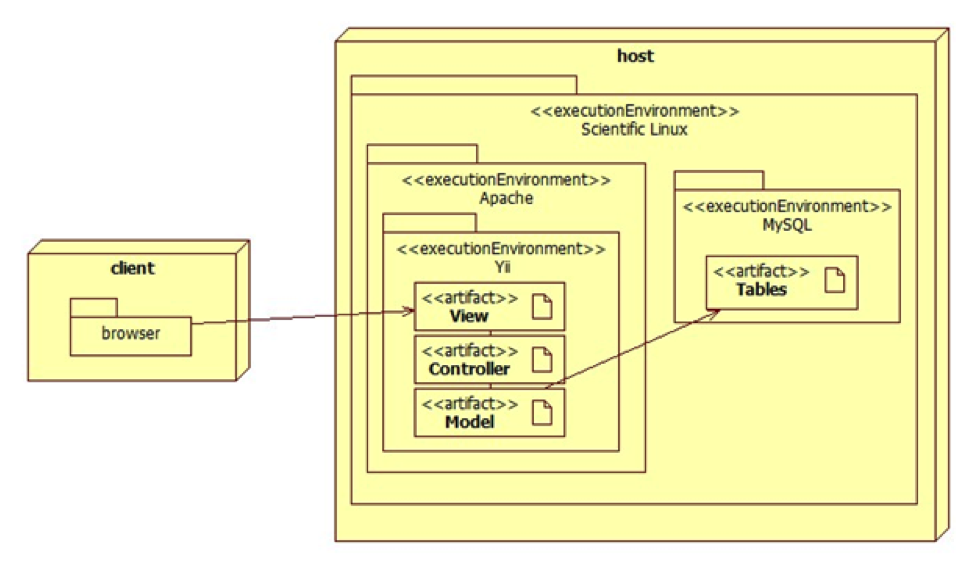 host
<<executionEnvironment>>
Scientific Linux
<<executionEnvironment>>
Apache
<<executionEnvironment>>
Yii
<<artifact>>
View
<<artifact>>
Controller
<<artifact>>
Model
<<executionEnvironment>>
MySQL
<<artifact>>
Tables
client
browser